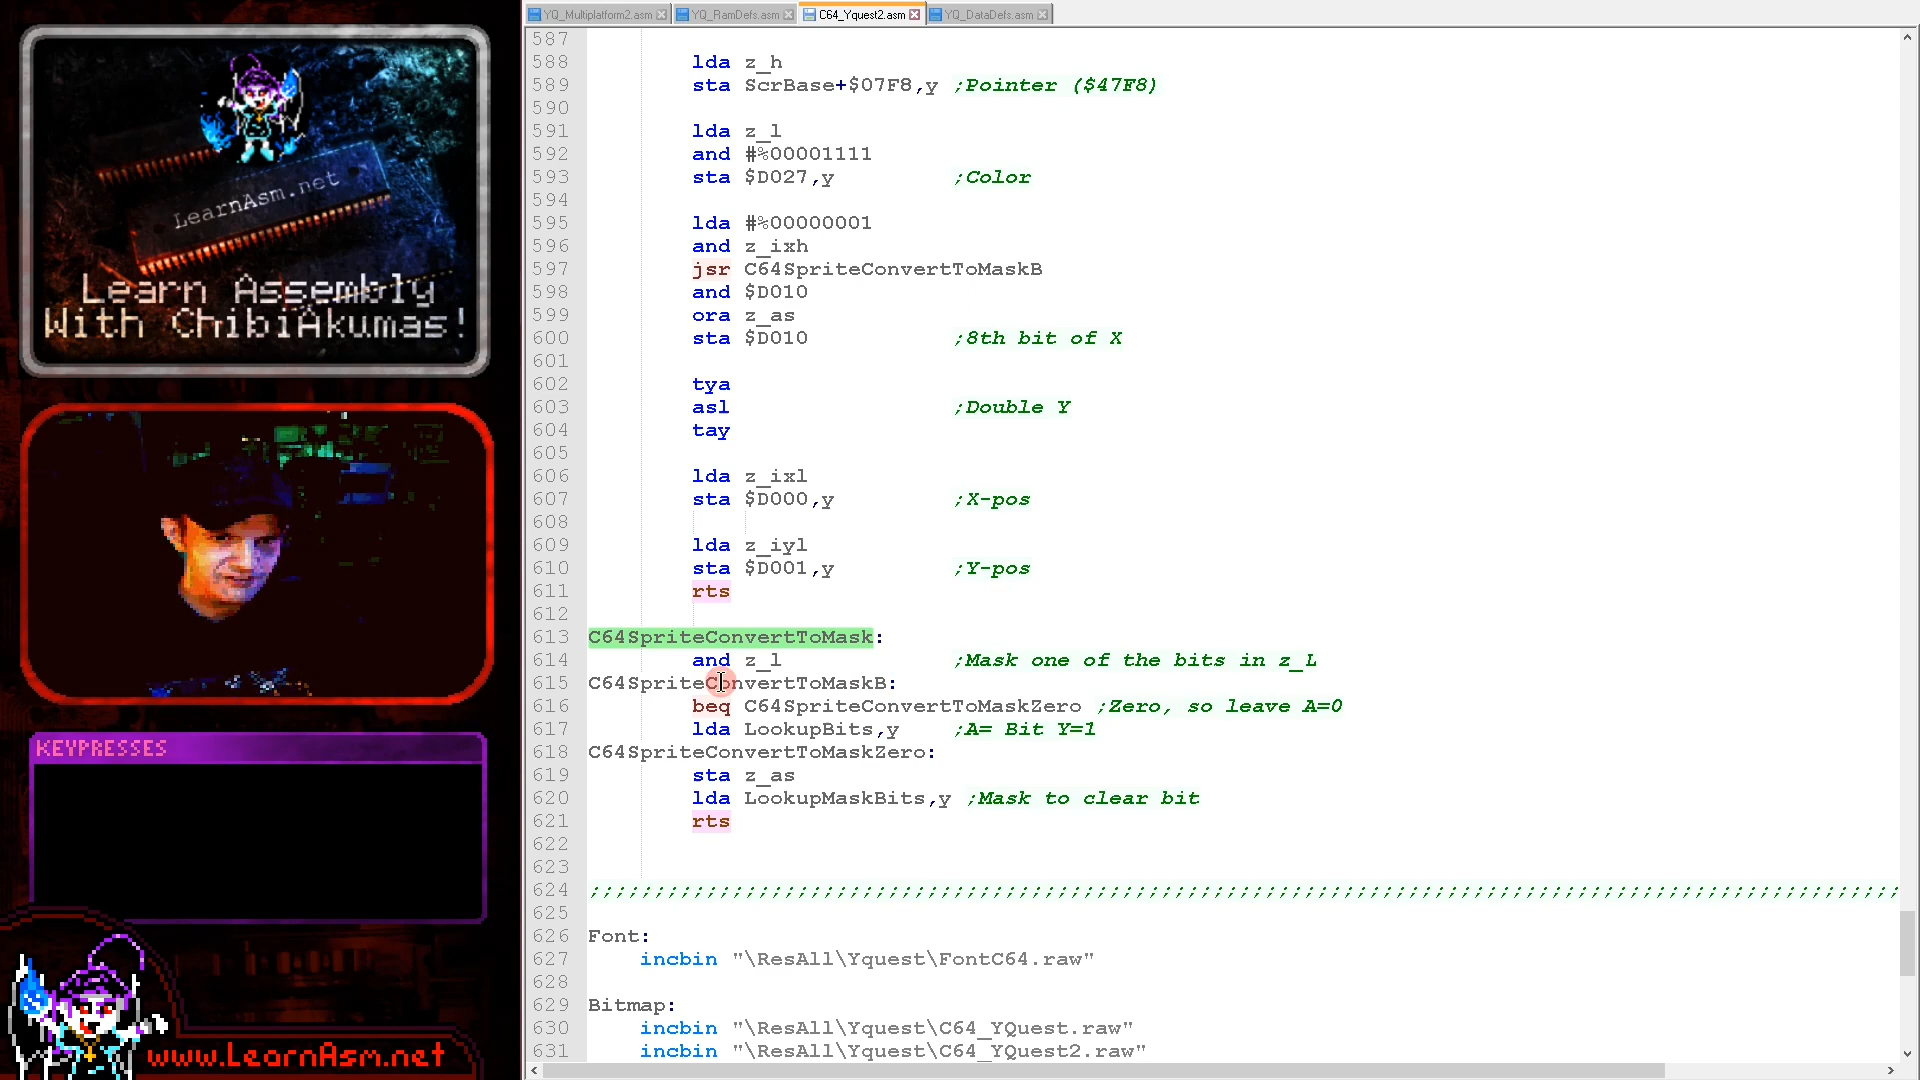 LearnAsm.net
Learn Assembly
With ChibiAkumas!
KEYPRESSES
www.LearnAsm.net
YQ_Multiplatform2.asm YQ_RamDefs.asm C64_Yquest2.asm YQ_DataDefs.asm
587
588 lda z_h
589 sta ScrBase+$07F8,y ;Pointer ($47F8)
590
591 lda z_l
592 and #%00001111
593 sta $D027,y ;Color
594
595 lda #%00000001
596 and z_ixh
597 jsr C64SpriteConvertToMaskB
598 and $D010
599 ora z_as
600 sta $D010 ;8th bit of X
601
602 tya
603 asl ;Double Y
604 tay
605
606 lda z_ixl
607 sta $D000,y ;X-pos
608
609 lda z_iyl
610 sta $D001,y ;Y-pos
611 rts
612
613 C64SpriteConvertToMask:
614 and z_l ;Mask one of the bits in z_L
615 C64SpriteConvertToMaskB:
616 beq C64SpriteConvertToMaskZero ;Zero, so leave A=0
617 lda LookupBits,y ;A= Bit Y=1
618 C64SpriteConvertToMaskZero:
619 sta z_as
620 lda LookupMaskBits,y ;Mask to clear bit
621 rts
622
623
624 ;;;;;;;;;;;;;;;;;;;;;;;;;;;;;;;;;;;;;;;;;;;;;;;;;;;;;;;;;;;;;;;;;;;;;;;;;;;;;;;;;;;;;;;;;;;;;;;;;;;;;
625
626 Font:
627 incbin "\ResAll\Yquest\FontC64.raw"
628
629 Bitmap:
630 incbin "\ResAll\Yquest\C64_YQuest.raw"
631 incbin "\ResAll\Yquest\C64_YQuest2.raw"